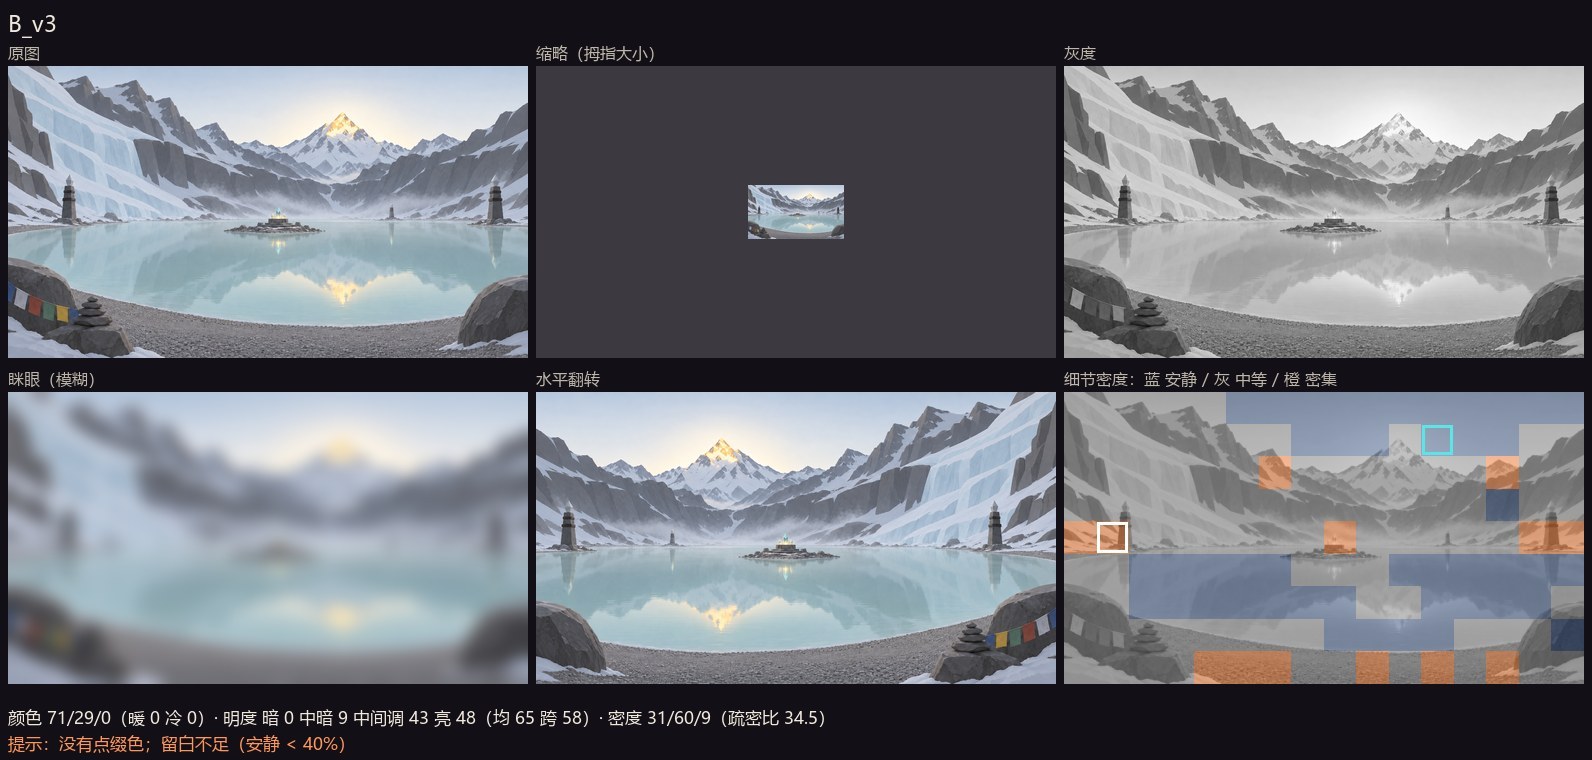 B_v3
原图
缩略（拇指大小）
灰度
眯眼（模糊）
水平翻转
细节密度：蓝 安静 / 灰 中等 / 橙 密集
颜色 71/29/0（暖 0 冷 0）· 明度 暗 0 中暗 9 中间调 43 亮 48（均 65 跨 58）· 密度 31/60/9（疏密比 34.5）
提示：没有点缀色；留白不足（安静 < 40%）